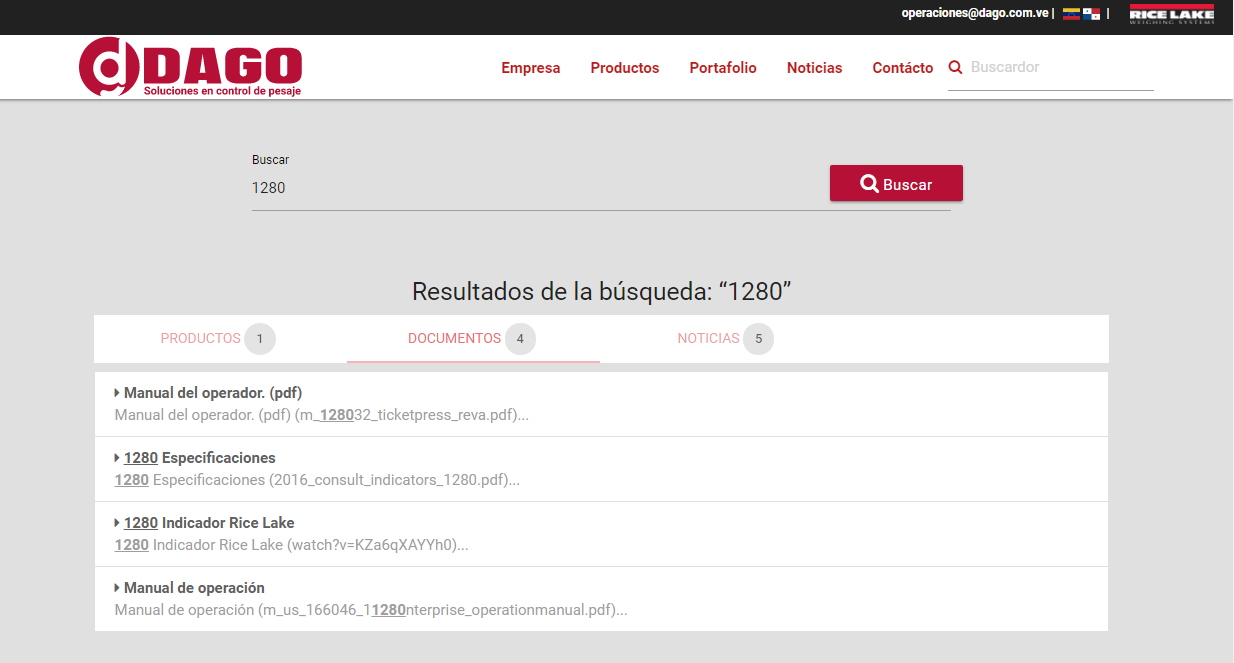 operaciones@dago.com.ve |
|
RICE LAKE
WEIGHING SYSTEMS
DAGO
Soluciones en control de pesaje
Empresa
Productos
Portafolio
Noticias
Contácto
Buscardor
Buscar
1280
Buscar
Resultados de la búsqueda: “1280”
PRODUCTOS 1
DOCUMENTOS 4
NOTICIAS 5
Manual del operador. (pdf)
Manual del operador. (pdf) (m_128032_ticketpress_reva.pdf)...
1280 Especificaciones
1280 Especificaciones (2016_consult_indicators_1280.pdf)...
1280 Indicador Rice Lake
1280 Indicador Rice Lake (watch?v=KZa6qXAYYh0)...
Manual de operación
Manual de operación (m_us_166046_11280nterprise_operationmanual.pdf)...